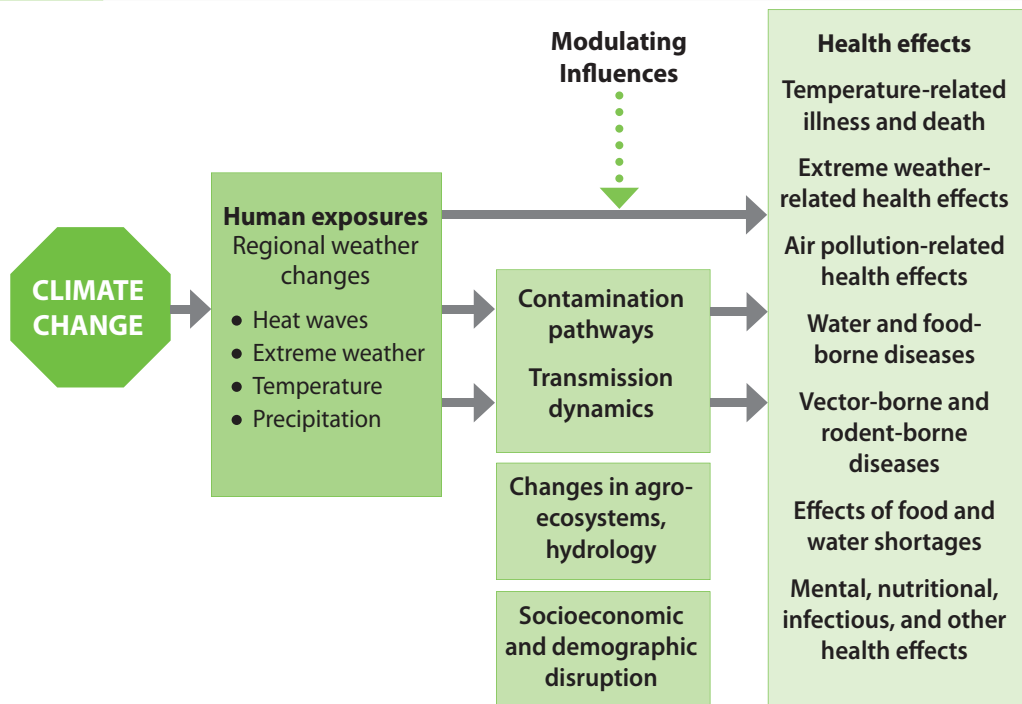 CLIMATE
CHANGE
Human exposures
Regional weather
changes
• Heat waves
• Extreme weather
• Temperature
• Precipitation
Modulating
Influences
Contamination
pathways
Transmission
dynamics
Changes in agro-
ecosystems,
hydrology
Socioeconomic
and demographic
disruption
Health effects
Temperature-related
illness and death
Extreme weather-
related health effects
Air pollution-related
health effects
Water and food-
borne diseases
Vector-borne and
rodent-borne
diseases
Effects of food and
water shortages
Mental, nutritional,
infectious, and other
health effects